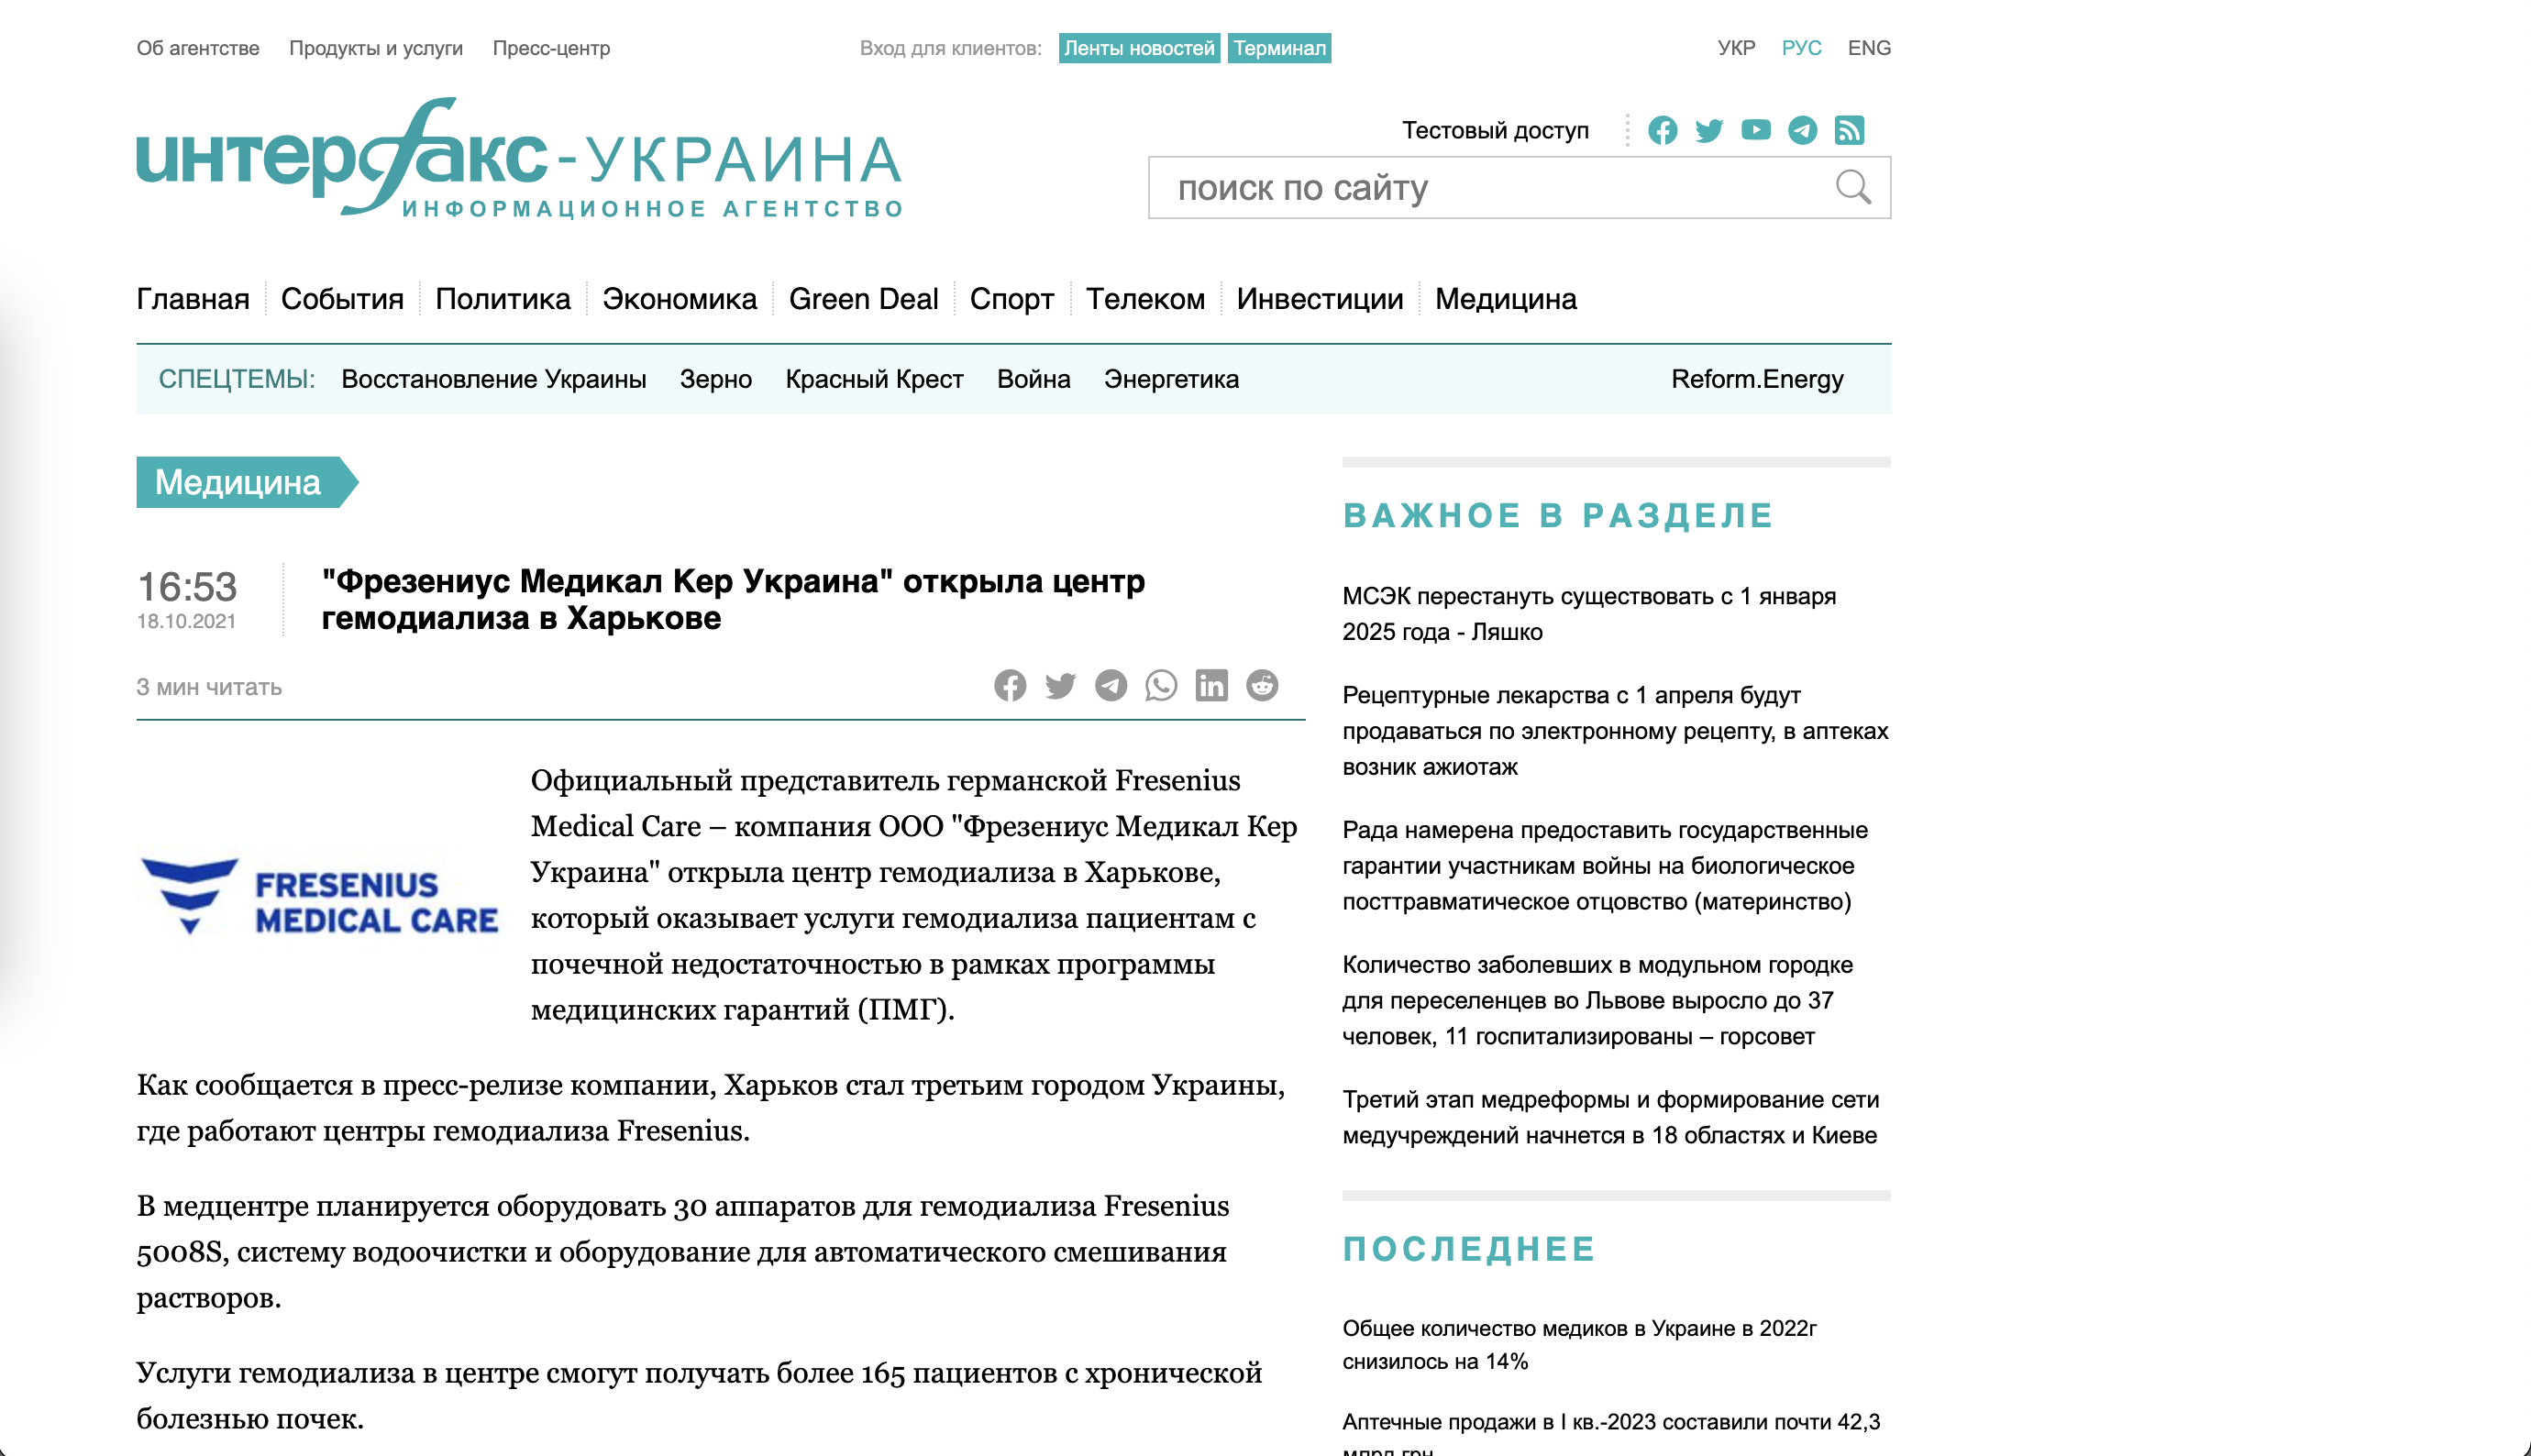 Об агентстве Продукты и услуги Пресс-центр Вход для клиентов: Ленты новостей Терминал УКР РУС ENG
интерфакс-УКРАИНА
ИНФОРМАЦИОННОЕ АГЕНТСТВО
Тестовый доступ
поиск по сайту
Главная События Политика Экономика Green Deal Спорт Телеком Инвестиции Медицина
СПЕЦТЕМЫ: Восстановление Украины Зерно Красный Крест Война Энергетика Reform.Energy
Медицина
16:53
18.10.2021
"Фрезениус Медикал Кер Украина" открыла центр
гемодиализа в Харькове
3 мин читать
FRESENIUS
MEDICAL CARE
Официальный представитель германской Fresenius
Medical Care – компания ООО "Фрезениус Медикал Кер
Украина" открыла центр гемодиализа в Харькове,
который оказывает услуги гемодиализа пациентам с
почечной недостаточностью в рамках программы
медицинских гарантий (ПМГ).
Как сообщается в пресс-релизе компании, Харьков стал третьим городом Украины,
где работают центры гемодиализа Fresenius.
В медцентре планируется оборудовать 30 аппаратов для гемодиализа Fresenius
5008S, систему водоочистки и оборудование для автоматического смешивания
растворов.
Услуги гемодиализа в центре смогут получать более 165 пациентов с хронической
болезнью почек.
ВАЖНОЕ В РАЗДЕЛЕ
МСЭК перестануть существовать с 1 января
2025 года - Ляшко
Рецептурные лекарства с 1 апреля будут
продаваться по электронному рецепту, в аптеках
возник ажиотаж
Рада намерена предоставить государственные
гарантии участникам войны на биологическое
посттравматическое отцовство (материнство)
Количество заболевших в модульном городке
для переселенцев во Львове выросло до 37
человек, 11 госпитализированы – горсовет
Третий этап медреформы и формирование сети
медучреждений начнется в 18 областях и Киеве
ПОСЛЕДНЕЕ
Общее количество медиков в Украине в 2022г
снизилось на 14%
Аптечные продажи в I кв.-2023 составили почти 42,3
млрд грн